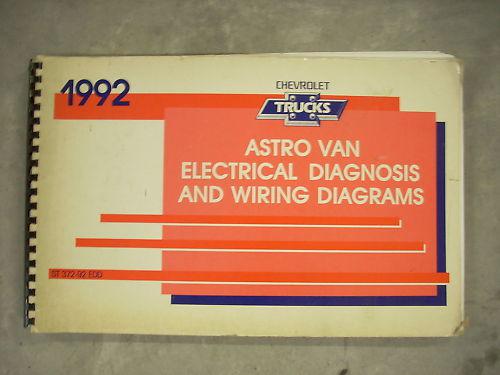 1992
CHEVROLET
TRUCKS
ASTRO VAN
ELECTRICAL DIAGNOSIS
AND WIRING DIAGRAMS
ST 372-92 EDD